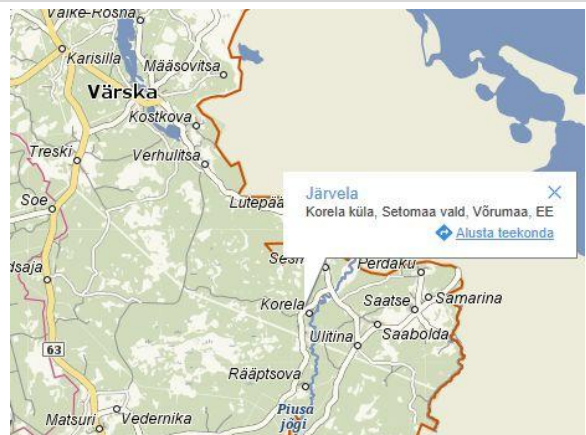 Väike-Rosna
Karisilla
Määsovitsa
Värska
Kostkova
Treski
Verhulitsa
Järvela
Korela küla, Setomaa vald, Võrumaa, EE
Alusta teekonda
Soe
Lutepää
Perdaku
Korela
Saatse
Samarina
Ulitina
Saabolda
63
Rääptsova
Piusa
jõgi
Matsuri
Vedernika